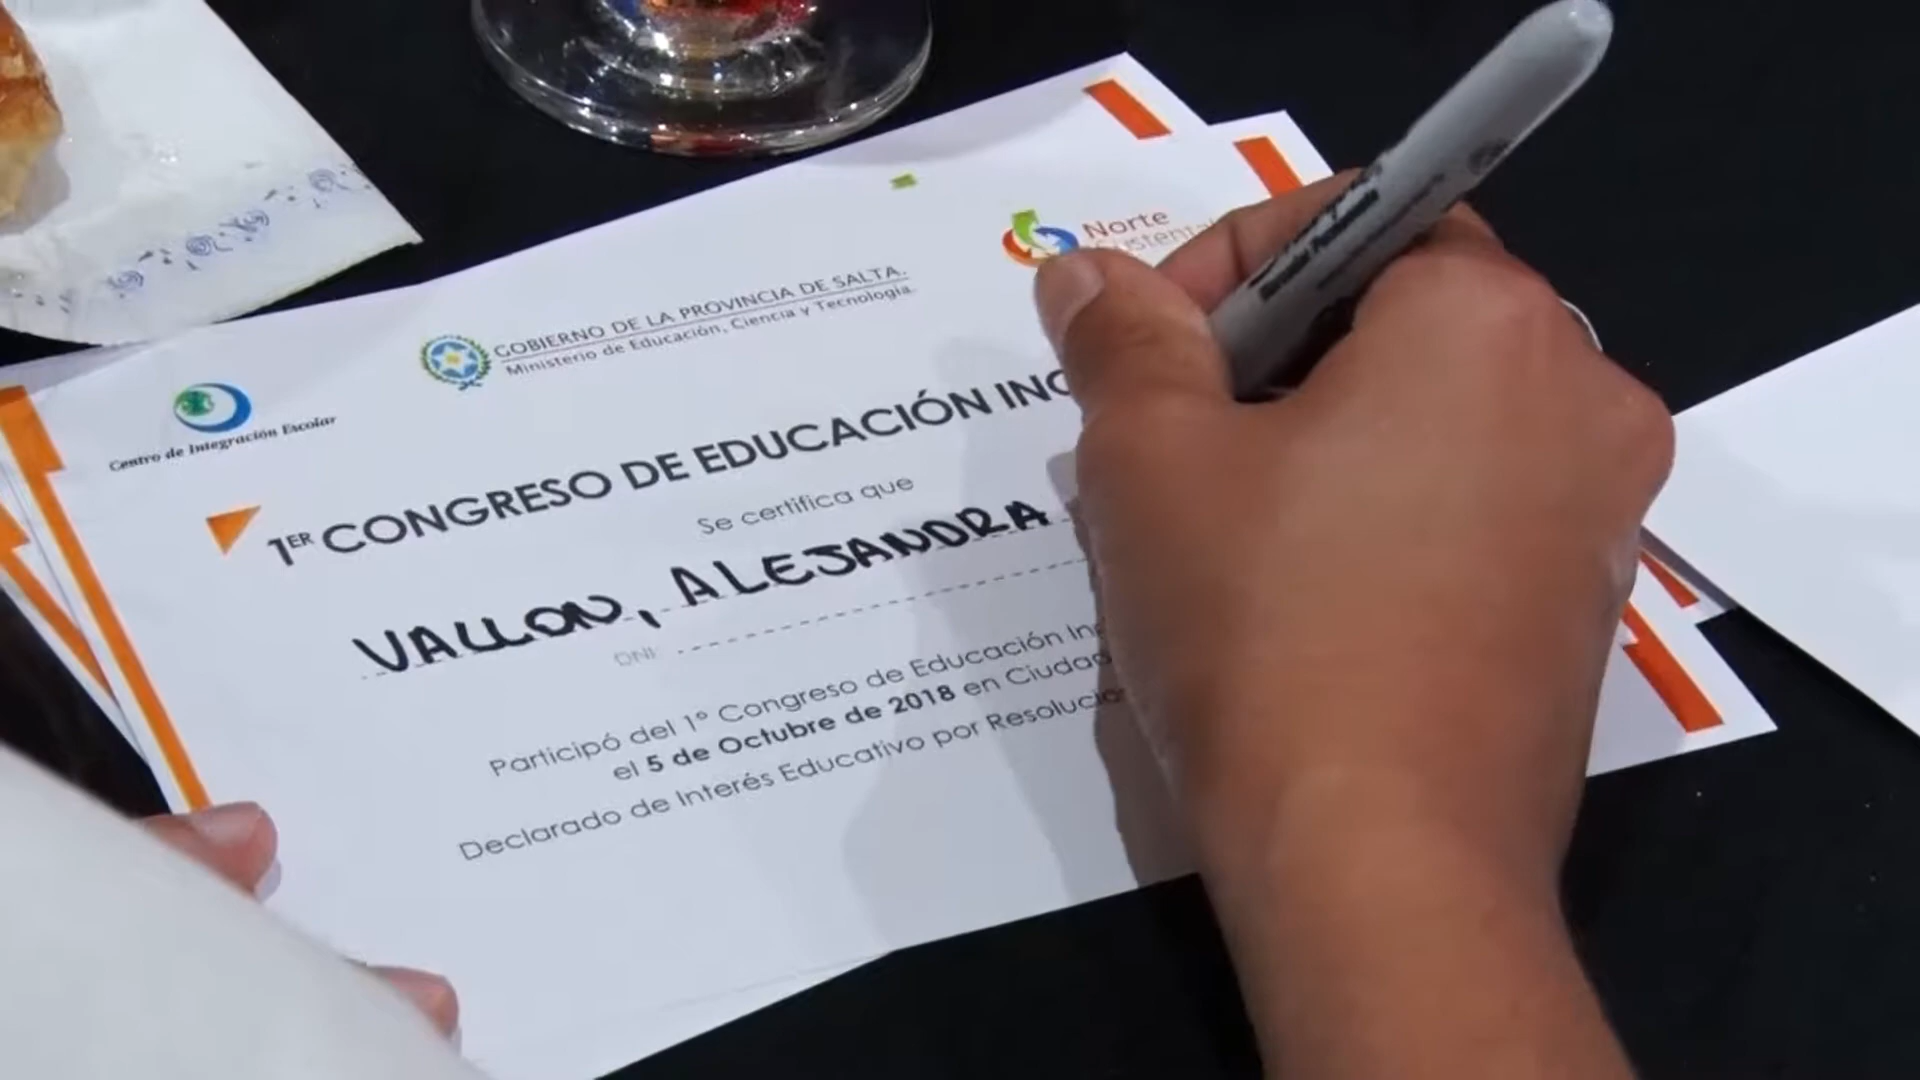 Norte
Sustentable
GOBIERNO DE LA PROVINCIA DE SALTA.
Ministerio de Educación, Ciencia y Tecnología
Centro de Integración Escolar
1ER CONGRESO DE EDUCACIÓN INC
Se certifica que
VALLON, ALEJANDRA
DNI:
Participó del 1° Congreso de Educación Inc
el 5 de Octubre de 2018 en Ciudad
Declarado de Interés Educativo por Resolució